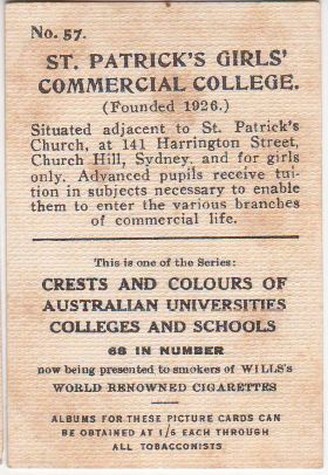 No. 57.
ST. PATRICK'S GIRLS'
COMMERCIAL COLLEGE.
(Founded 1926.)
Situated adjacent to St. Patrick's
Church, at 141 Harrington Street,
Church Hill, Sydney, and for girls
only. Advanced pupils receive tui-
tion in subjects necessary to enable
them to enter the various branches
of commercial life.
This is one of the Series:
CRESTS AND COLOURS OF
AUSTRALIAN UNIVERSITIES
COLLEGES AND SCHOOLS
68 IN NUMBER
now being presented to smokers of WILLS's
WORLD RENOWNED CIGARETTES
ALBUMS FOR THESE PICTURE CARDS CAN
BE OBTAINED AT 1/6 EACH THROUGH
ALL TOBACCONISTS